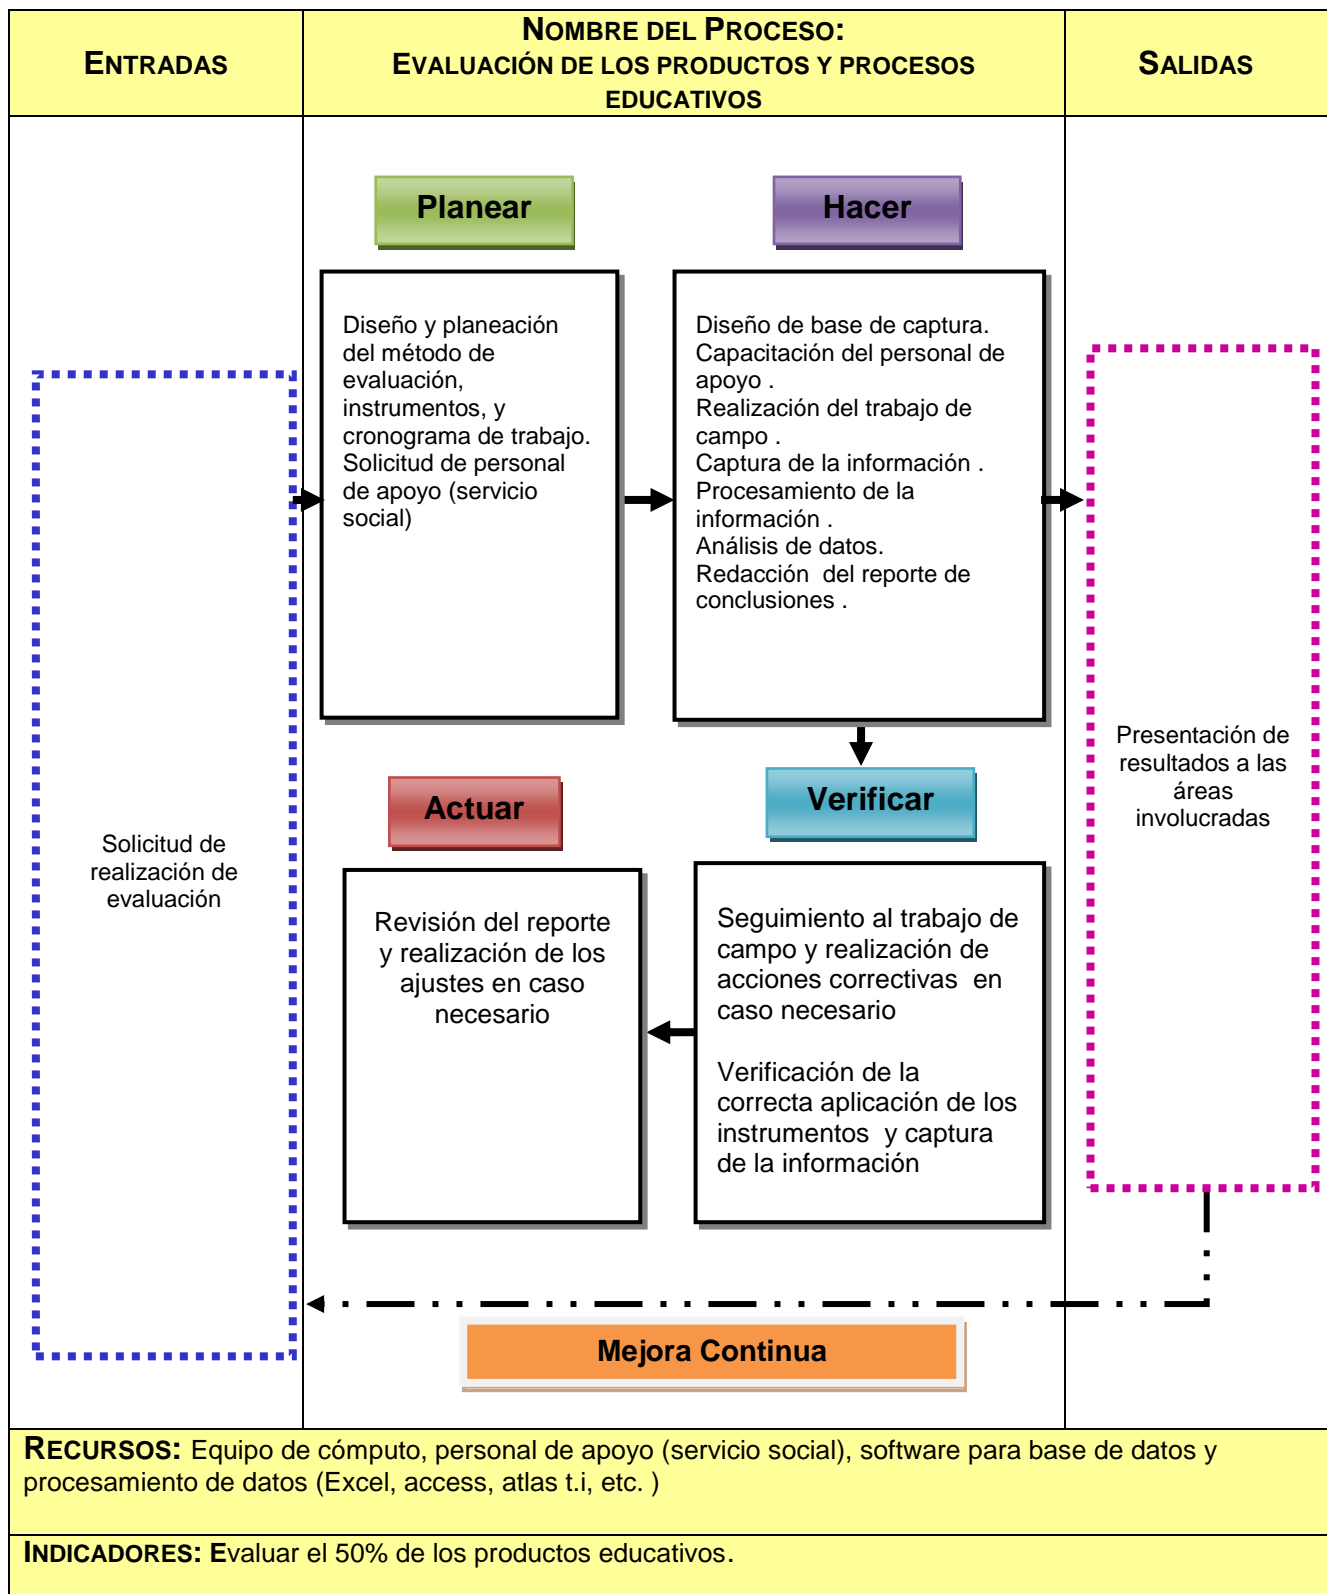 ENTRADAS
NOMBRE DEL PROCESO:
EVALUACIÓN DE LOS PRODUCTOS Y PROCESOS
EDUCATIVOS
SALIDAS
Planear
Hacer
Diseño y planeación
del método de
evaluación,
instrumentos, y
cronograma de trabajo.
Solicitud de personal
de apoyo (servicio
social)
Diseño de base de captura.
Capacitación del personal de
apoyo .
Realización del trabajo de
campo .
Captura de la información .
Procesamiento de la
información .
Análisis de datos.
Redacción  del reporte de
conclusiones .
Solicitud de
realización de
evaluación
Presentación de
resultados a las
áreas
involucradas
Actuar
Verificar
Revisión del reporte
y realización de los
ajustes en caso
necesario
Seguimiento al trabajo de
campo y realización de
acciones correctivas  en
caso necesario
Verificación de la
correcta aplicación de los
instrumentos  y captura
de la información
Mejora Continua
RECURSOS: Equipo de cómputo, personal de apoyo (servicio social), software para base de datos y
procesamiento de datos (Excel, access, atlas t.i, etc. )
INDICADORES: Evaluar el 50% de los productos educativos.